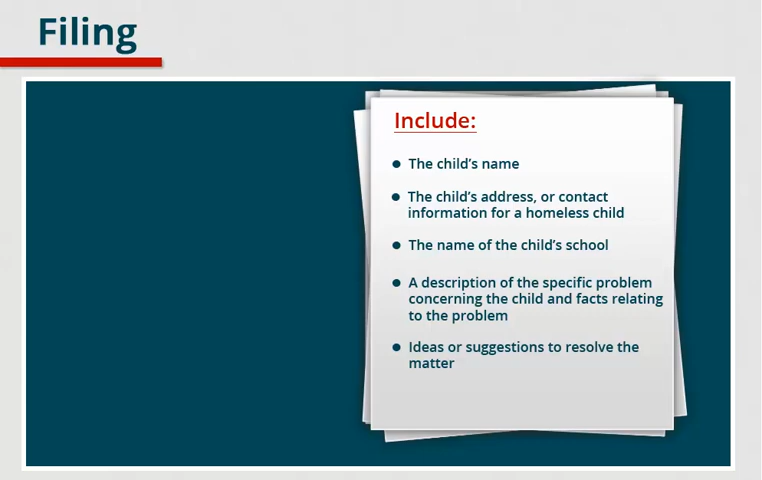 Filing
Include:
● The child's name
● The child's address, or contact
information for a homeless child
● The name of the child's school
● A description of the specific problem
concerning the child and facts relating
to the problem
● Ideas or suggestions to resolve the
matter